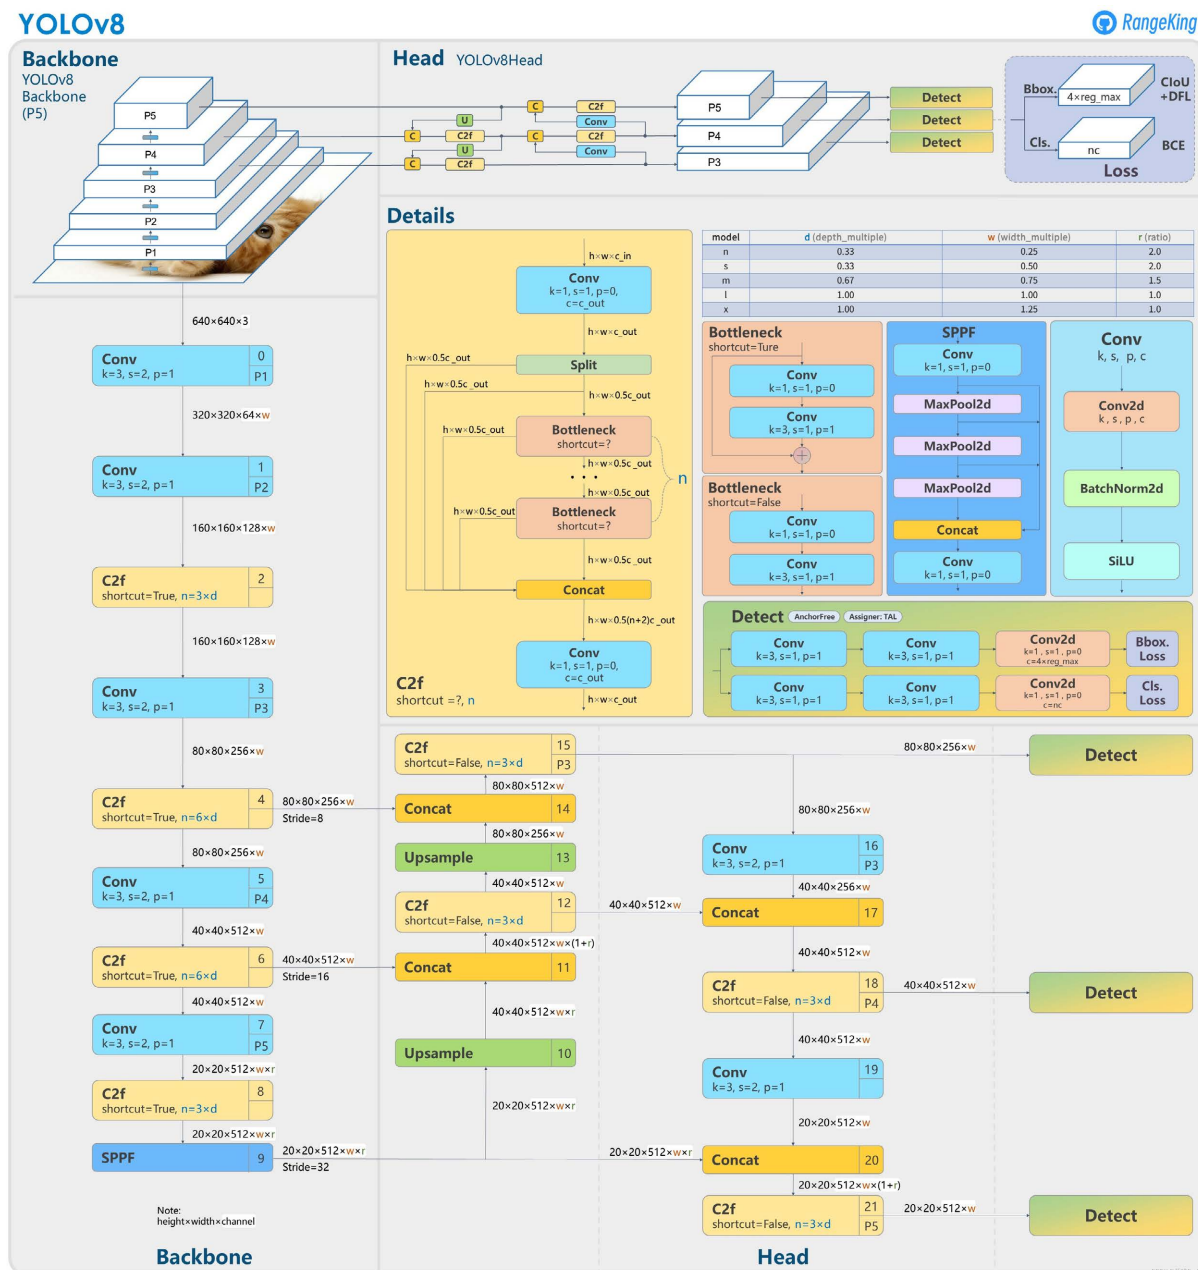 YOLOv8
RangeKing
Backbone
YOLOv8
Backbone
(P5)
P5
P4
P3
P2
P1
Head YOLOv8Head
C
C2f
U
Conv
C
C2f
C
C2f
U
Conv
C
C2f
P5
P4
P3
Detect
Detect
Detect
Bbox.
4×reg_max
CIoU
+DFL
Cls.
nc
BCE
Loss
Details
h×w×c_in
Conv
k=1, s=1, p=0,
c=c_out
h×w×c_out
h×w×0.5c_out
Split
h×w×0.5c_out
h×w×0.5c_out
h×w×0.5c_out
Bottleneck
shortcut=?
h×w×0.5c_out
• • •
n
h×w×0.5c_out
h×w×0.5c_out
Bottleneck
shortcut=?
h×w×0.5c_out
Concat
h×w×0.5(n+2)c_out
Conv
k=1, s=1, p=0,
c=c_out
h×w×c_out
C2f
shortcut =?, n
model d (depth_multiple) w (width_multiple) r (ratio)
n 0.33 0.25 2.0
s 0.33 0.50 2.0
m 0.67 0.75 1.5
l 1.00 1.00 1.0
x 1.00 1.25 1.0
Bottleneck
shortcut=Ture
Conv
k=1, s=1, p=0
Conv
k=3, s=1, p=1
+
Bottleneck
shortcut=False
Conv
k=1, s=1, p=0
Conv
k=3, s=1, p=1
SPPF
Conv
k=1, s=1, p=0
MaxPool2d
MaxPool2d
MaxPool2d
Concat
Conv
k=1, s=1, p=0
Conv
k, s, p, c
Conv2d
k, s, p, c
BatchNorm2d
SiLU
Detect AnchorFree Assigner: TAL
Conv
k=3, s=1, p=1
Conv
k=3, s=1, p=1
Conv2d
k=1, s=1, p=0
c=4×reg_max
Bbox.
Loss
Conv
k=3, s=1, p=1
Conv
k=3, s=1, p=1
Conv2d
k=1, s=1, p=0
c=nc
Cls.
Loss
640×640×3
Conv 0
k=3, s=2, p=1 P1
320×320×64×w
Conv 1
k=3, s=2, p=1 P2
160×160×128×w
C2f 2
shortcut=True, n=3×d
160×160×128×w
Conv 3
k=3, s=2, p=1 P3
80×80×256×w
C2f 4
shortcut=True, n=6×d
80×80×256×w
Stride=8
80×80×256×w
Conv 5
k=3, s=2, p=1 P4
40×40×512×w
C2f 6
shortcut=True, n=6×d
40×40×512×w
Stride=16
40×40×512×w
Conv 7
k=3, s=2, p=1 P5
20×20×512×w×r
C2f 8
shortcut=True, n=3×d
20×20×512×w×r
SPPF 9
20×20×512×w×r
Stride=32
Note:
height×width×channel
Backbone
C2f 15
shortcut=False, n=3×d P3
80×80×512×w
Concat 14
80×80×256×w
Upsample 13
40×40×512×w
C2f 12
shortcut=False, n=3×d
40×40×512×w
40×40×512×w×(1+r)
Concat 11
40×40×512×w×r
Upsample 10
20×20×512×w×r
20×20×512×w×r
80×80×256×w
Detect
80×80×256×w
Conv 16
k=3, s=2, p=1 P3
40×40×256×w
Concat 17
40×40×512×w
C2f 18
shortcut=False, n=3×d P4
40×40×512×w
Detect
40×40×512×w
Conv 19
k=3, s=2, p=1
20×20×512×w
Concat 20
20×20×512×w×(1+r)
C2f 21
shortcut=False, n=3×d P5
20×20×512×w
Detect
Head